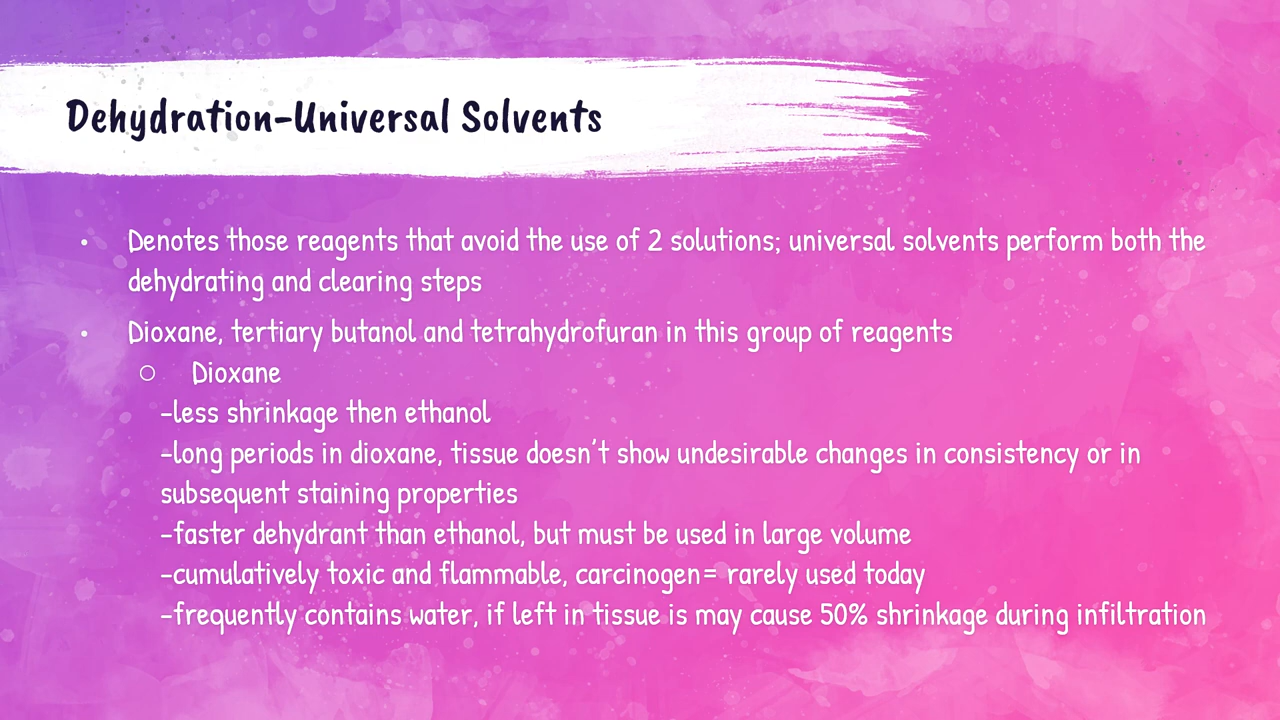 Dehydration-Universal Solvents
• Denotes those reagents that avoid the use of 2 solutions; universal solvents perform both the
dehydrating and clearing steps
• Dioxane, tertiary butanol and tetrahydrofuran in this group of reagents
○ Dioxane
-less shrinkage then ethanol
-long periods in dioxane, tissue doesn't show undesirable changes in consistency or in
subsequent staining properties
-faster dehydrant than ethanol, but must be used in large volume
-cumulatively toxic and flammable, carcinogen= rarely used today
-frequently contains water, if left in tissue is may cause 50% shrinkage during infiltration